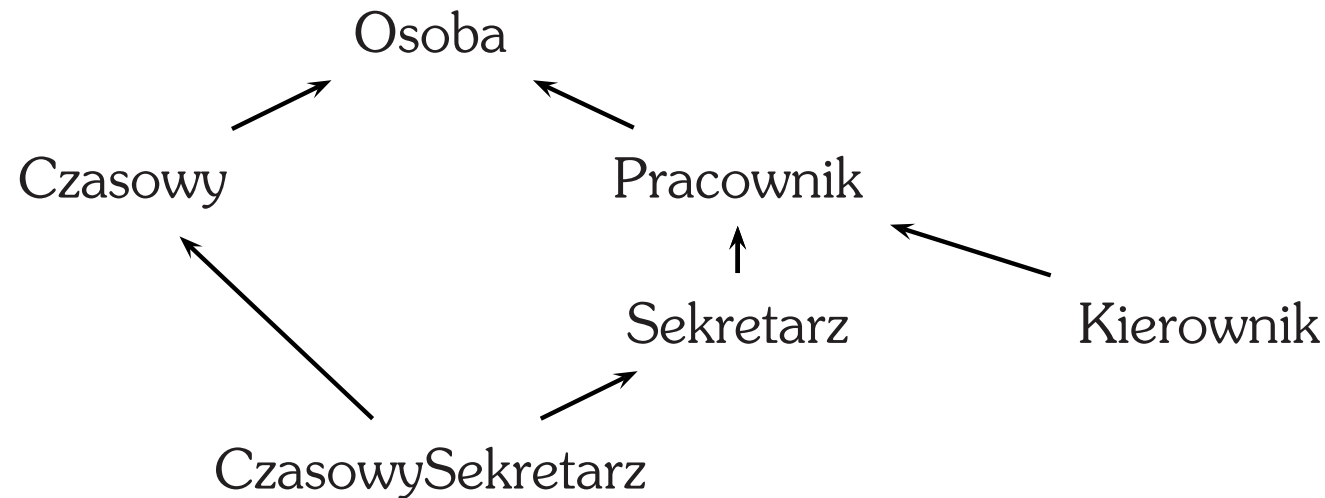 Osoba
Czasowy Pracownik
Sekretarz Kierownik
CzasowySekretarz